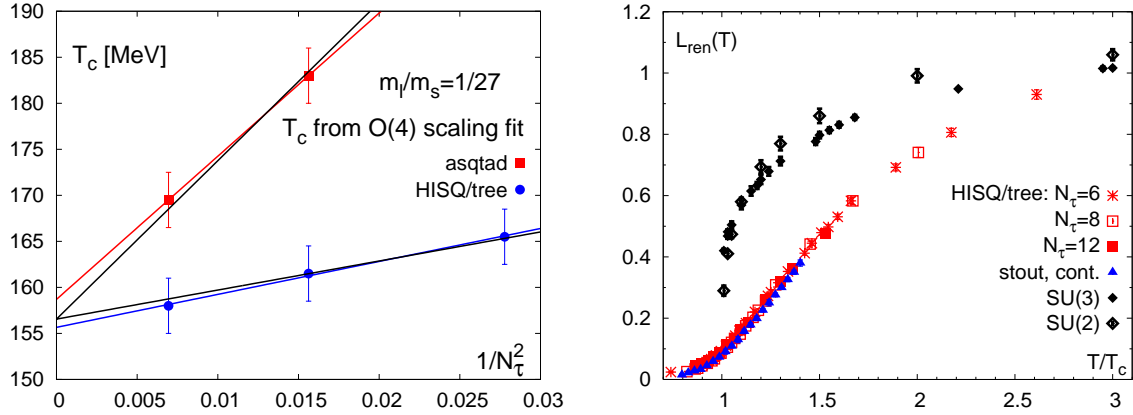 T_c [MeV]
m_l/m_s=1/27
T_c from O(4) scaling fit
asqtad
HISQ/tree
190
185
180
175
170
165
160
155
150
0
0.005
0.01
0.015
0.02
0.025
0.03
1/N_τ^2
L_ren(T)
1.2
1
0.8
0.6
0.4
0.2
0
HISQ/tree: N_τ=6
N_τ=8
N_τ=12
stout, cont.
SU(3)
SU(2)
T/T_c
1
1.5
2
2.5
3